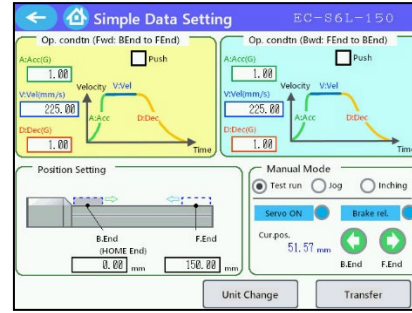 Simple Data Setting
EC-S6L-150
Op. condtn (Fwd: BEnd to FEnd)
A:Acc(G)
1.00
Push
V:Vel(mm/s)
225.00
D:Dec(G)
1.00
Velocity
V:Vel
A:Acc
D:Dec
Time
Op. condtn (Bwd: FEnd to BEnd)
A:Acc(G)
1.00
Push
V:Vel(mm/s)
225.00
D:Dec(G)
1.00
Velocity
V:Vel
A:Acc
D:Dec
Time
Position Setting
B.End
(HOME End)
F.End
0.00 mm
150.00 mm
Manual Mode
Test run Jog Inching
Servo ON Brake rel.
Cur.pos.
51.57 mm
B.End F.End
Unit Change Transfer